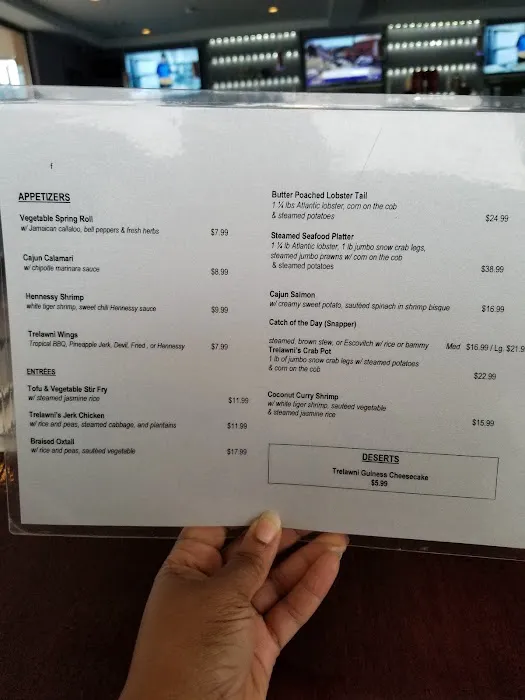 f
APPETIZERS
Vegetable Spring Roll
w/ Jamaican callaloo, bell peppers & fresh herbs $7.99
Cajun Calamari
w/ chipotle marinara sauce $8.99
Hennessy Shrimp
white tiger shrimp, sweet chili Hennessy sauce $9.99
Trelawni Wings
Tropical BBQ, Pineapple Jerk, Devil, Fried, or Hennessy $7.99
ENTRÉES
Tofu & Vegetable Stir Fry
w/ steamed jasmine rice $11.99
Trelawni's Jerk Chicken
w/ rice and peas, steamed cabbage, and plantains $11.99
Braised Oxtail
w/ rice and peas, sautéed vegetable $17.99
Butter Poached Lobster Tail
1 ¼ lbs Atlantic lobster, corn on the cob
& steamed potatoes $24.99
Steamed Seafood Platter
1 ¼ lb Atlantic lobster, 1 lb jumbo snow crab legs,
steamed jumbo prawns w/ corn on the cob
& steamed potatoes $38.99
Cajun Salmon
w/ creamy sweet potato, sautéed spinach in shrimp bisque $16.99
Catch of the Day (Snapper)
steamed, brown stew, or Escovitch w/ rice or bammy Med $16.99 / Lg. $21.9
Trelawni's Crab Pot
1 lb of jumbo snow crab legs w/ steamed potatoes
& corn on the cob $22.99
Coconut Curry Shrimp
w/ white tiger shrimp, sautéed vegetable
& steamed jasmine rice $15.99
DESERTS
Trelawni Guiness Cheesecake
$5.99